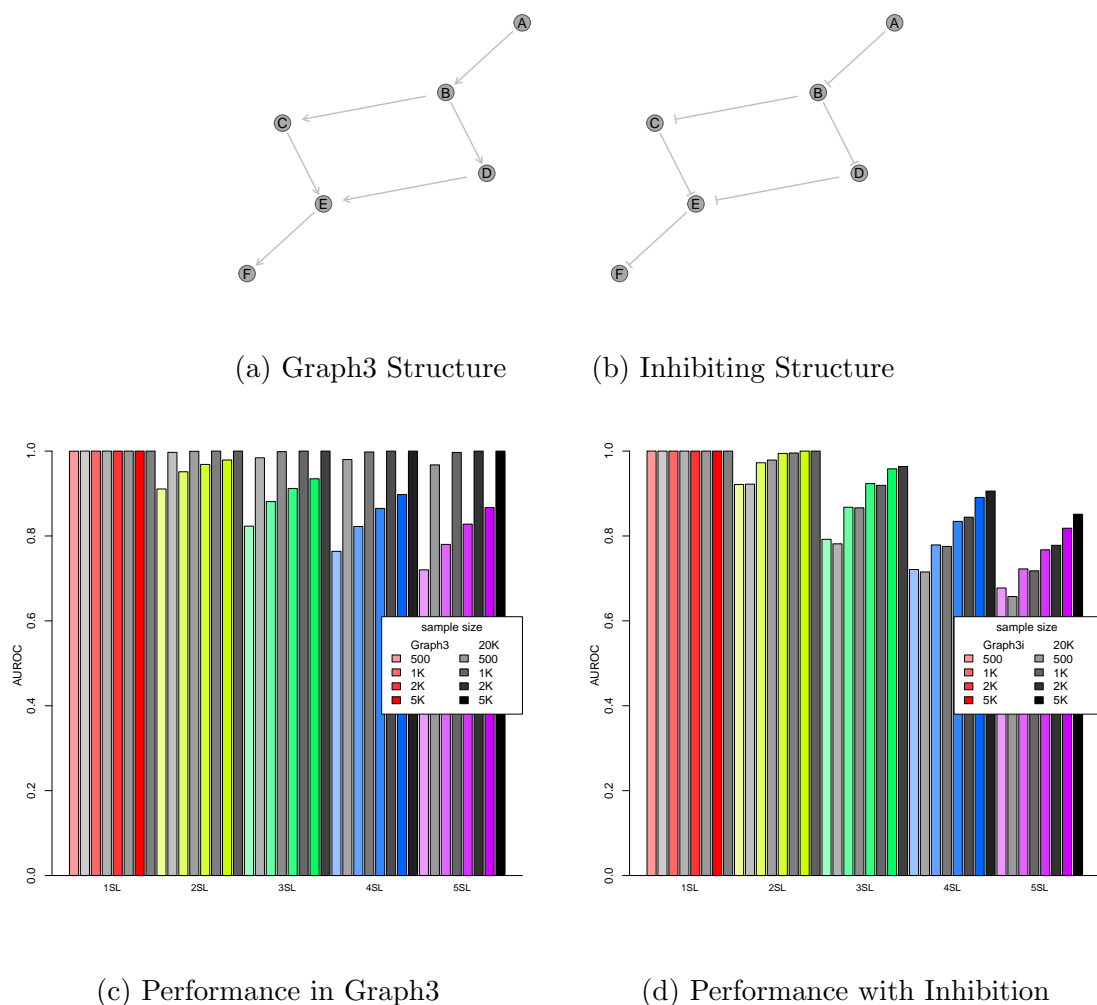 A
B
C
D
E
F
A
B
C
D
E
F
(a) Graph3 Structure
(b) Inhibiting Structure
AUROC
1.0
0.8
0.6
0.4
0.2
0.0
1SL 2SL 3SL 4SL 5SL
sample size
Graph3 20K
500 500
1K 1K
2K 2K
5K 5K
AUROC
1.0
0.8
0.6
0.4
0.2
0.0
1SL 2SL 3SL 4SL 5SL
sample size
Graph3i 20K
500 500
1K 1K
2K 2K
5K 5K
(c) Performance in Graph3
(d) Performance with Inhibition